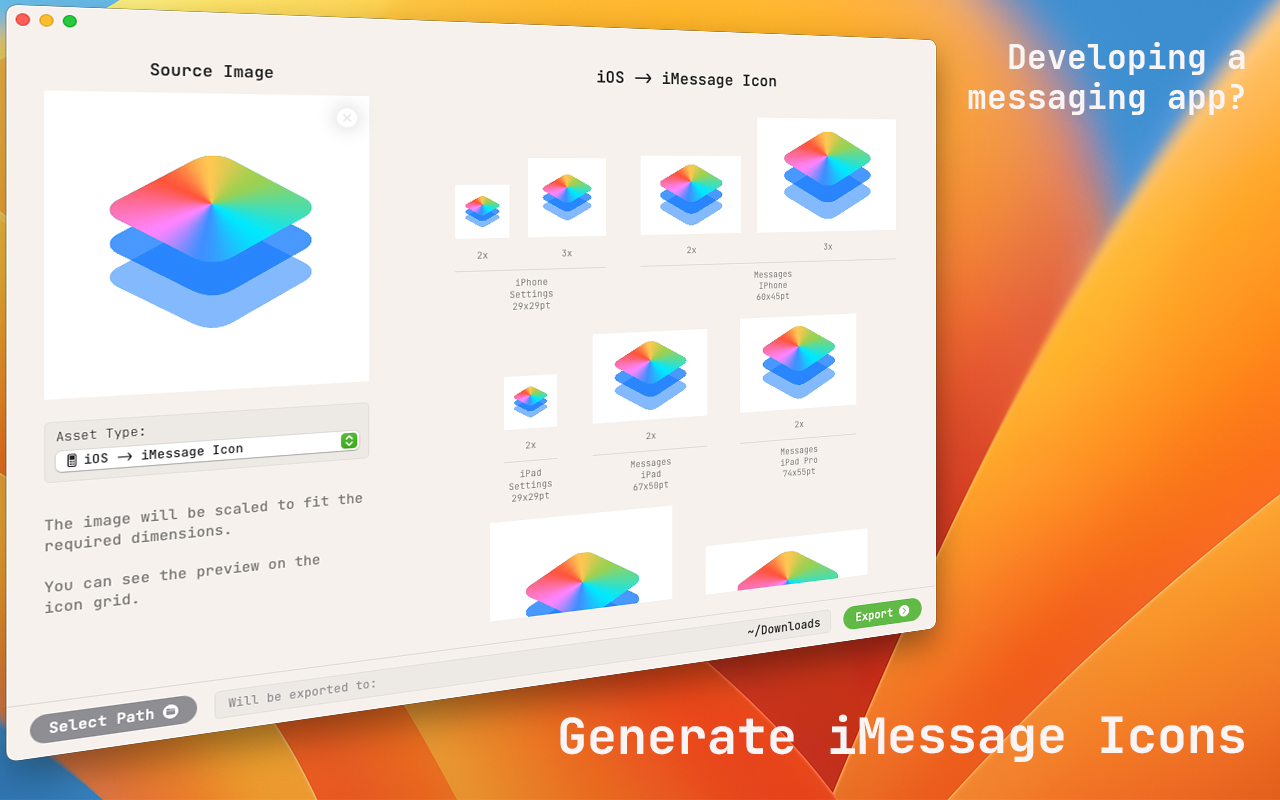 Developing a
messaging app?
Source Image
iOS → iMessage Icon
2x
3x
iPhone
Settings
29x29pt
2x
3x
Messages
IPhone
60x45pt
2x
iPad
Settings
29x29pt
2x
Messages
iPad
67x50pt
2x
Messages
iPad Pro
74x55pt
Asset Type:
iOS → iMessage Icon
The image will be scaled to fit the
required dimensions.
You can see the preview on the
icon grid.
Select Path
Will be exported to:
~/Downloads
Export
Generate iMessage Icons